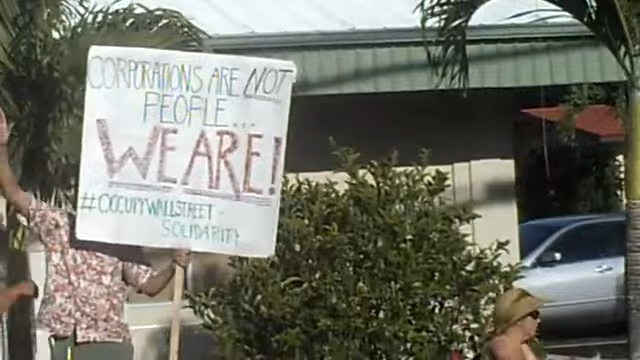 CORPORATIONS ARE NOT
PEOPLE...
WE ARE!
#OCCUPYWALLSTREET -
SOLIDARITY